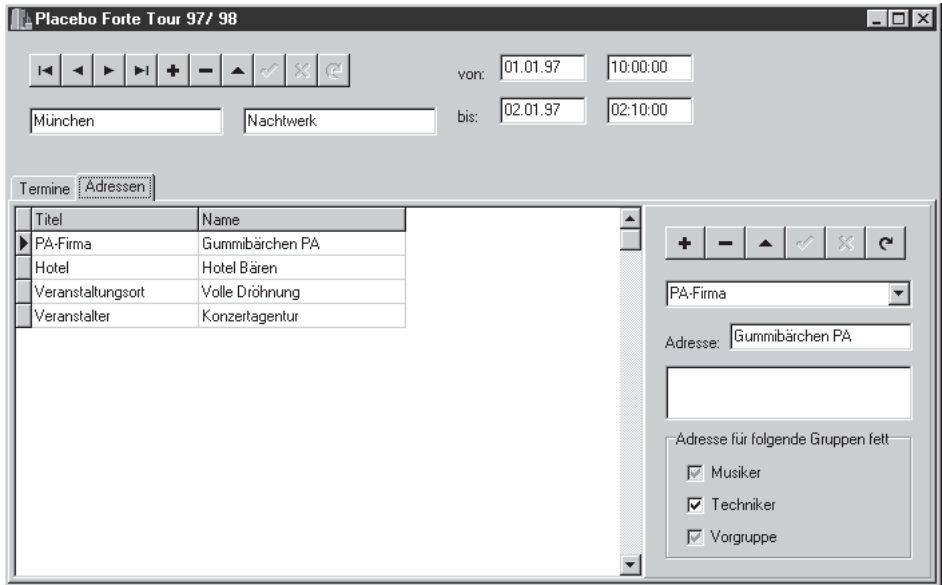 Placebo Forte Tour 97/ 98
von: 01.01.97 10:00:00
München Nachtwerk bis: 02.01.97 02:10:00
Termine Adressen
Titel Name
PA-Firma Gummibärchen PA
Hotel Hotel Bären
Veranstaltungsort Volle Dröhnung
Veranstalter Konzertagentur
PA-Firma
Adresse: Gummibärchen PA
Adresse für folgende Gruppen fett
Musiker
Techniker
Vorgruppe